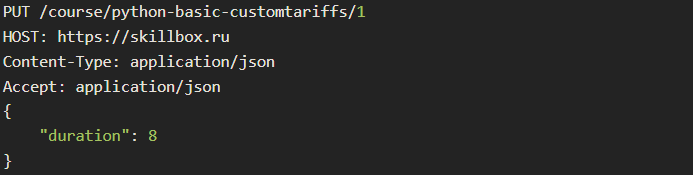 PUT /course/python-basic-customtariffs/1
HOST: https://skillbox.ru
Content-Type: application/json
Accept: application/json
{
    "duration": 8
}